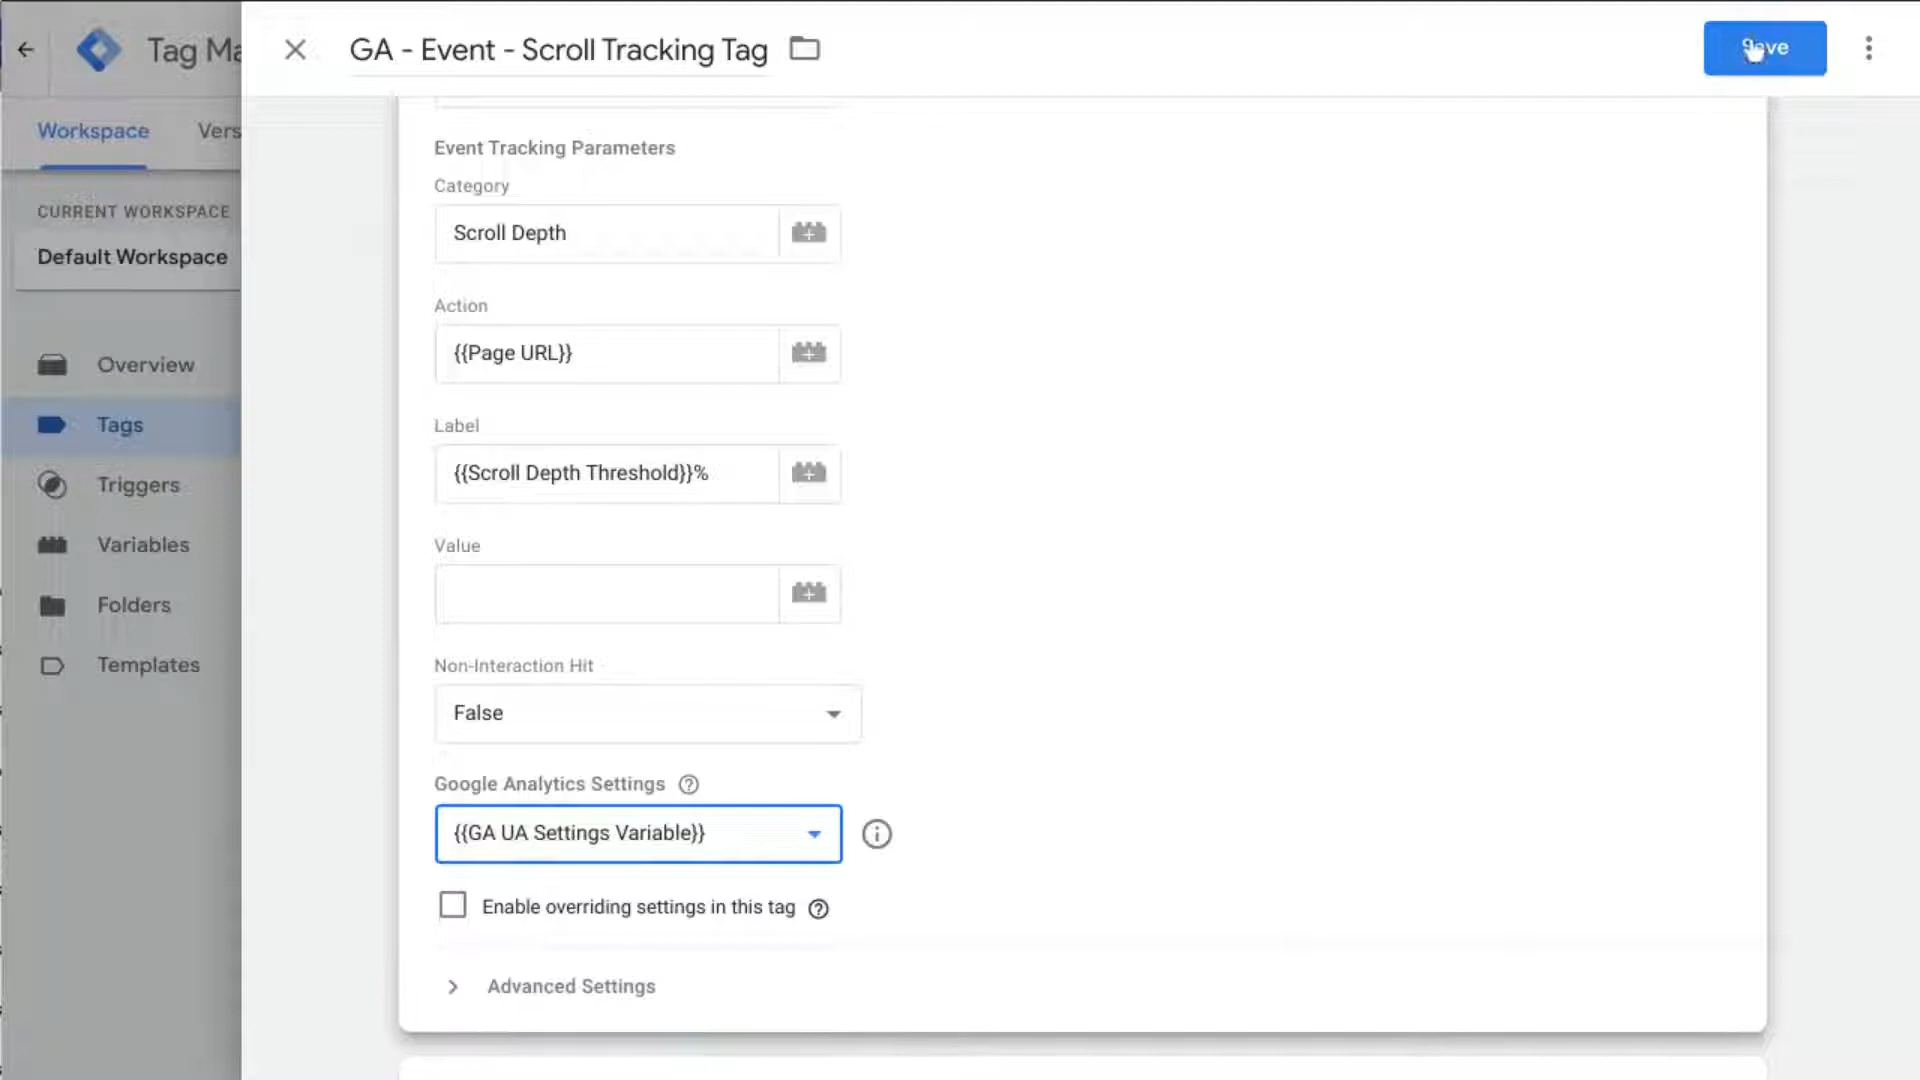 Tag Ma
GA - Event - Scroll Tracking Tag
Save
Workspace
Vers
CURRENT WORKSPACE
Default Workspace
Overview
Tags
Triggers
Variables
Folders
Templates
Event Tracking Parameters
Category
Scroll Depth
Action
{{Page URL}}
Label
{{Scroll Depth Threshold}}%
Value
Non-Interaction Hit
False
Google Analytics Settings
{{GA UA Settings Variable}}
Enable overriding settings in this tag
Advanced Settings